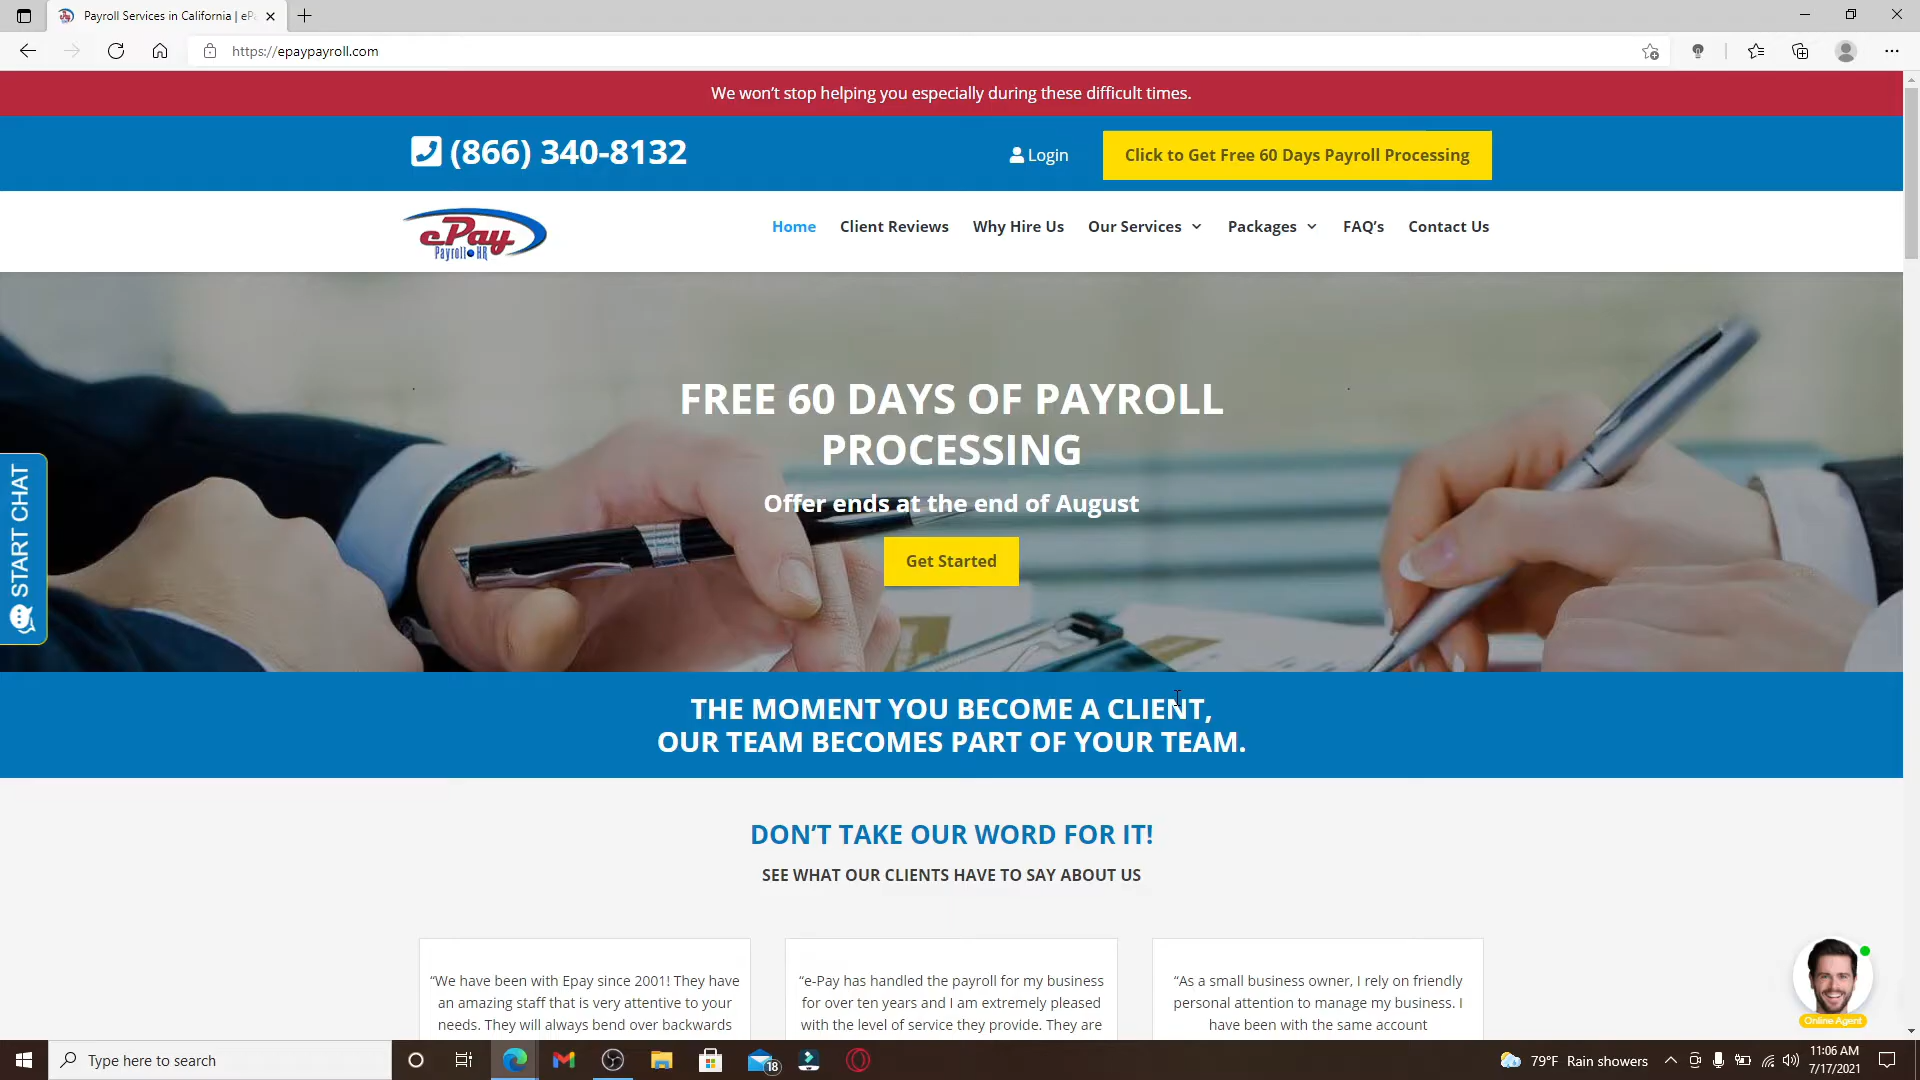 Payroll Services in California | eP
https://epaypayroll.com
We won't stop helping you especially during these difficult times.
(866) 340-8132
Login
Click to Get Free 60 Days Payroll Processing
ePay
Payroll HR
Home
Client Reviews
Why Hire Us
Our Services
Packages
FAQ's
Contact Us
FREE 60 DAYS OF PAYROLL
PROCESSING
Offer ends at the end of August
Get Started
START CHAT
THE MOMENT YOU BECOME A CLIENT,
OUR TEAM BECOMES PART OF YOUR TEAM.
DON'T TAKE OUR WORD FOR IT!
SEE WHAT OUR CLIENTS HAVE TO SAY ABOUT US
“We have been with Epay since 2001! They have
an amazing staff that is very attentive to your
needs. They will always bend over backwards
“e-Pay has handled the payroll for my business
for over ten years and I am extremely pleased
with the level of service they provide. They are
“As a small business owner, I rely on friendly
personal attention to manage my business. I
have been with the same account
Online Agent
Type here to search
18
79°F Rain showers
11:06 AM
7/17/2021